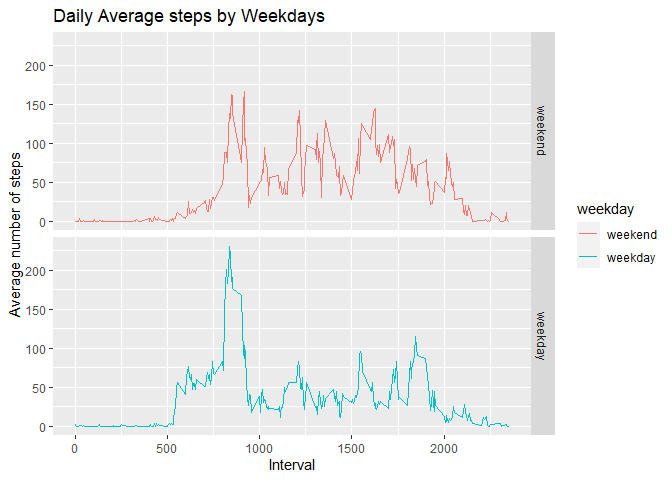 Daily Average steps by Weekdays
Average number of steps
200
150
100
50
0
weekend
200
150
100
50
0
weekday
0
500
1000
1500
2000
Interval
weekday
weekend
weekday